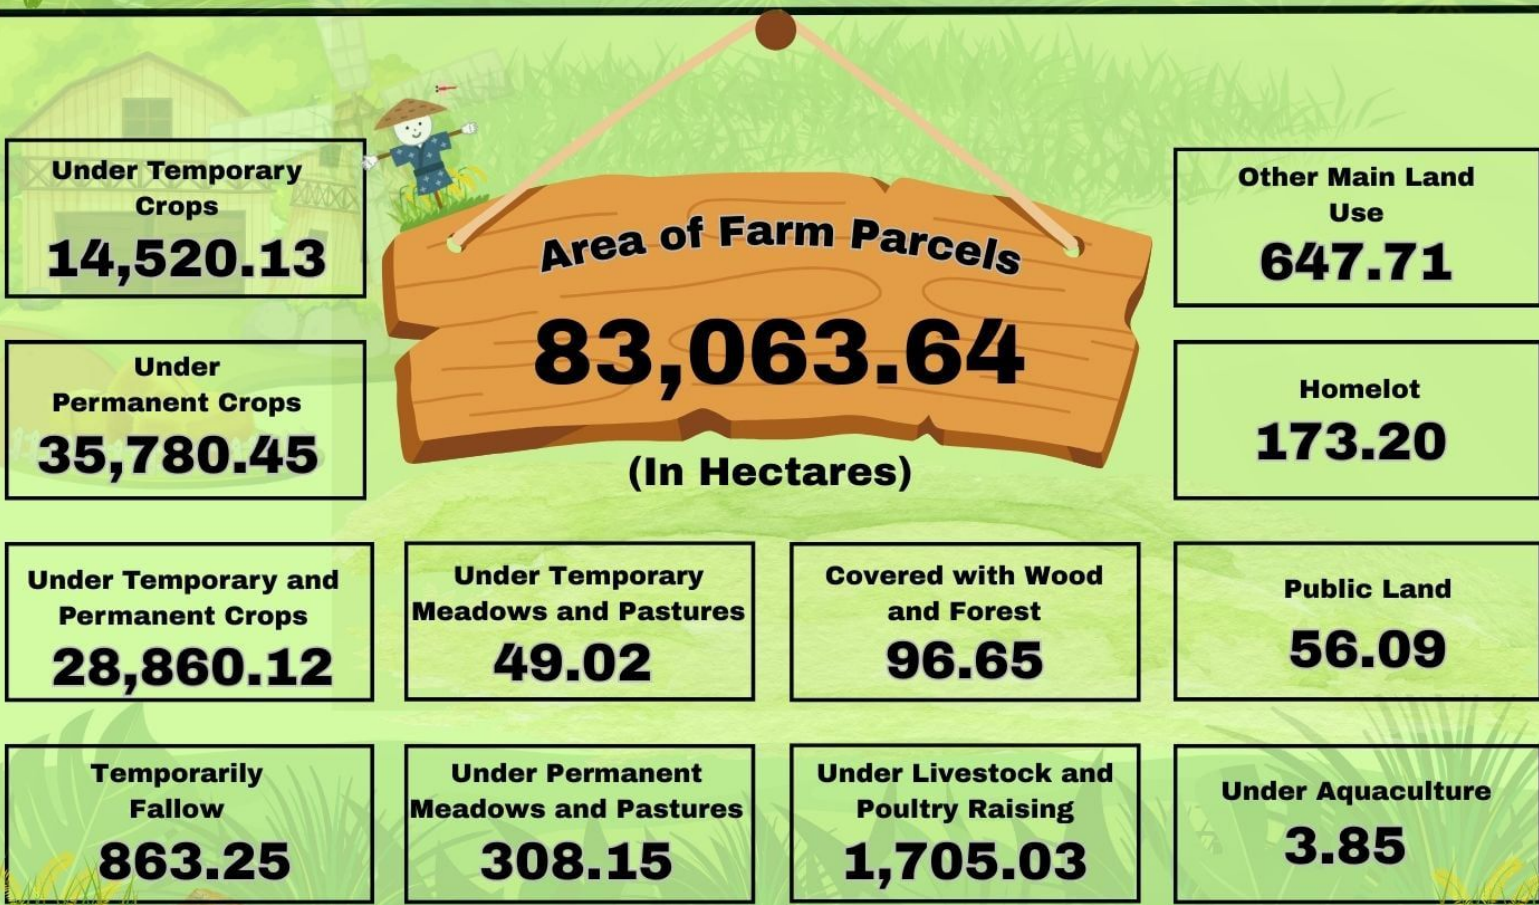 Under Temporary
Crops
14,520.13
Area of Farm Parcels
83,063.64
(In Hectares)
Other Main Land
Use
647.71
Under
Permanent Crops
35,780.45
Homelot
173.20
Under Temporary and
Permanent Crops
28,860.12
Under Temporary
Meadows and Pastures
49.02
Covered with Wood
and Forest
96.65
Public Land
56.09
Temporarily
Fallow
863.25
Under Permanent
Meadows and Pastures
308.15
Under Livestock and
Poultry Raising
1,705.03
Under Aquaculture
3.85